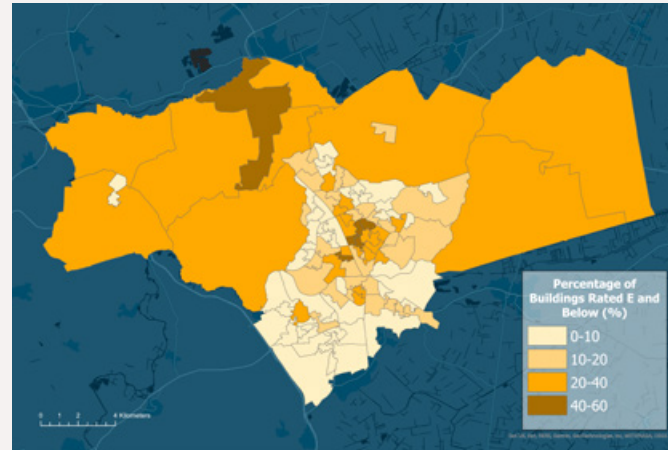 Percentage of
Buildings Rated E and
Below (%)
0-10
10-20
20-40
40-60
0 1 2 4 Kilometers